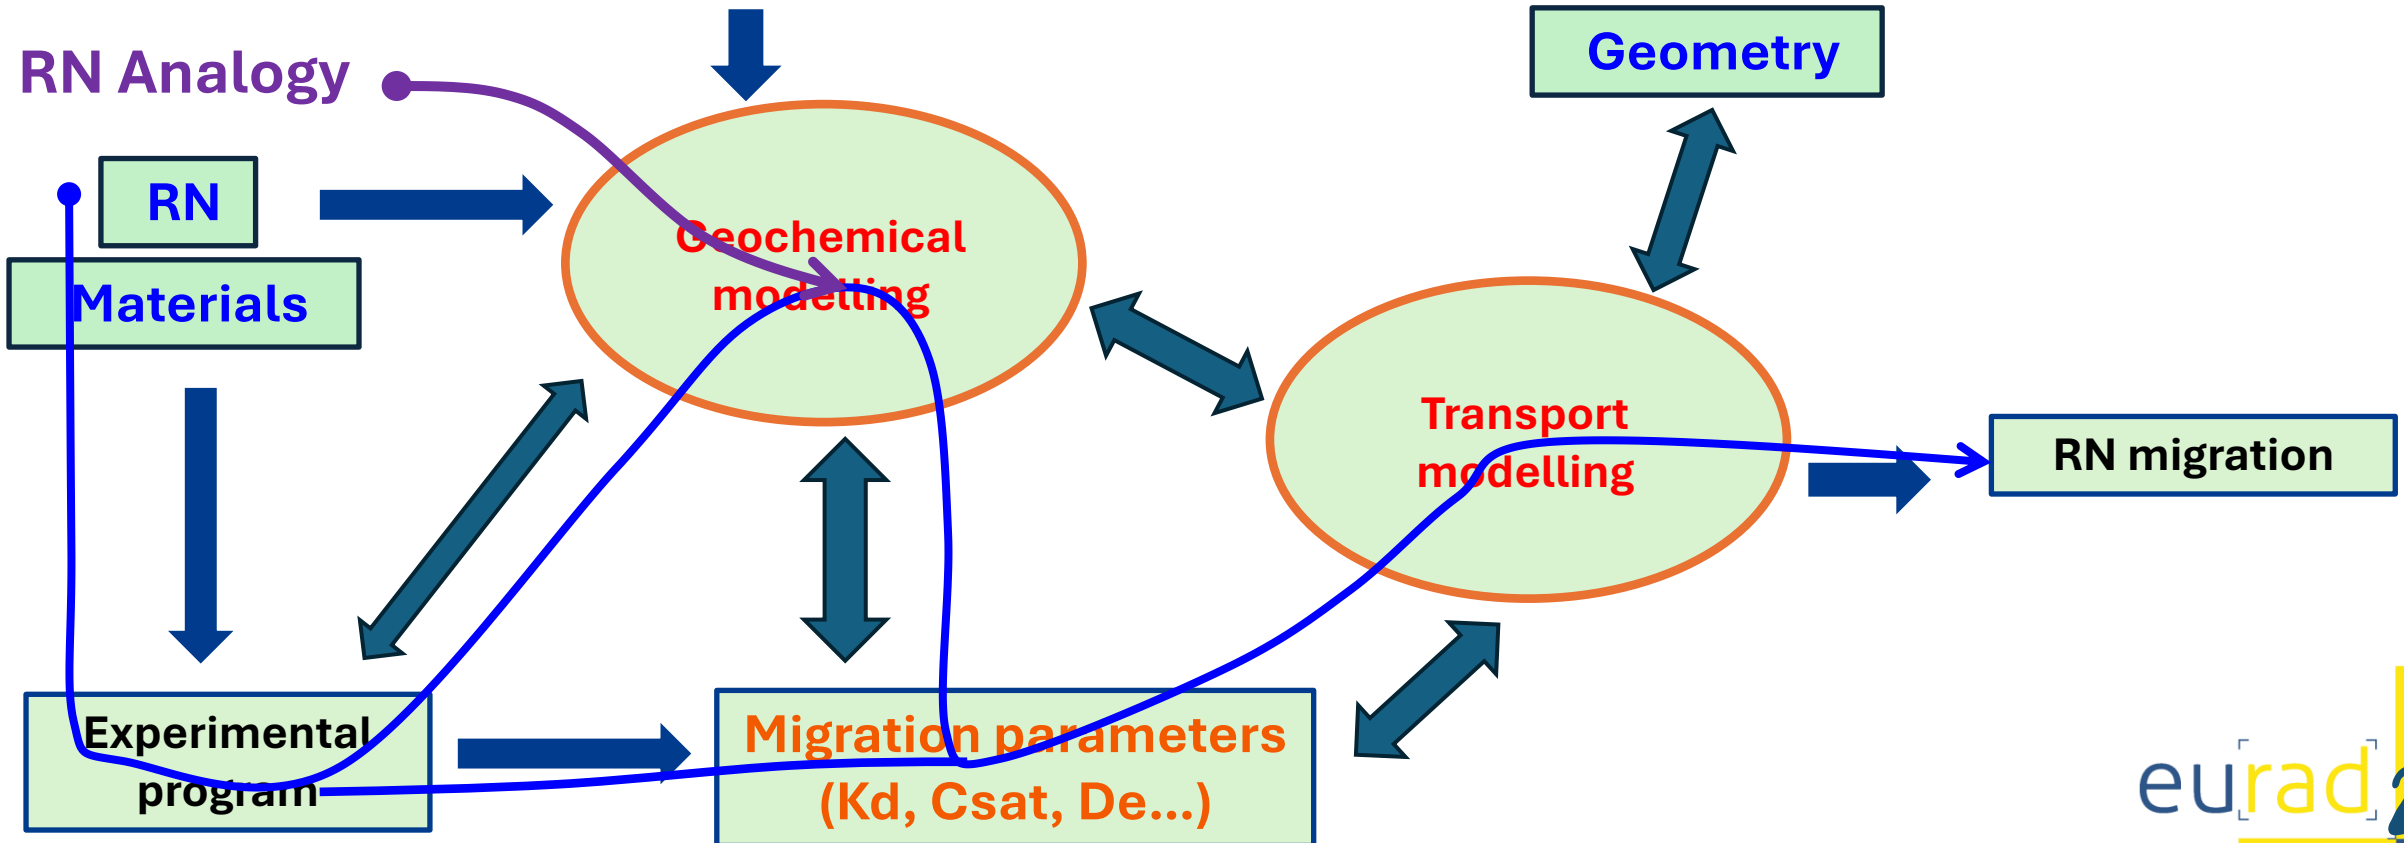 RN Analogy
Geometry
RN
Materials
Geochemical
modelling
Transport
modelling
RN migration
Experimental
program
Migration parameters
(Kd, Csat, De...)
eurad